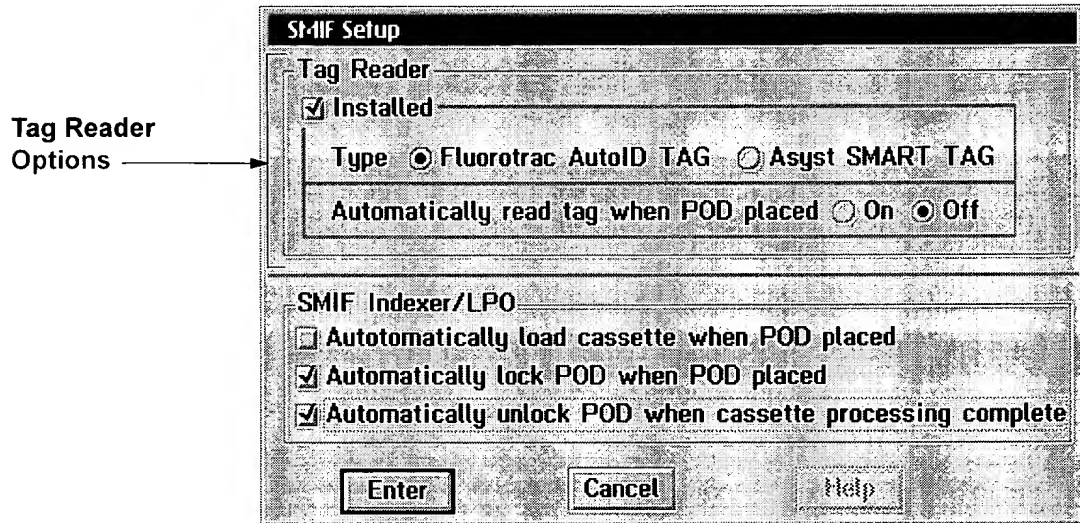 SMIF Setup
Tag Reader
Installed
Tag Reader
Options
Type Fluorotrac AutoID TAG Asyst SMART TAG
Automatically read tag when POD placed On Off
SMIF Indexer/LPO
Autotomatically load cassette when POD placed
Automatically lock POD when POD placed
Automatically unlock POD when cassette processing complete
Enter Cancel Help